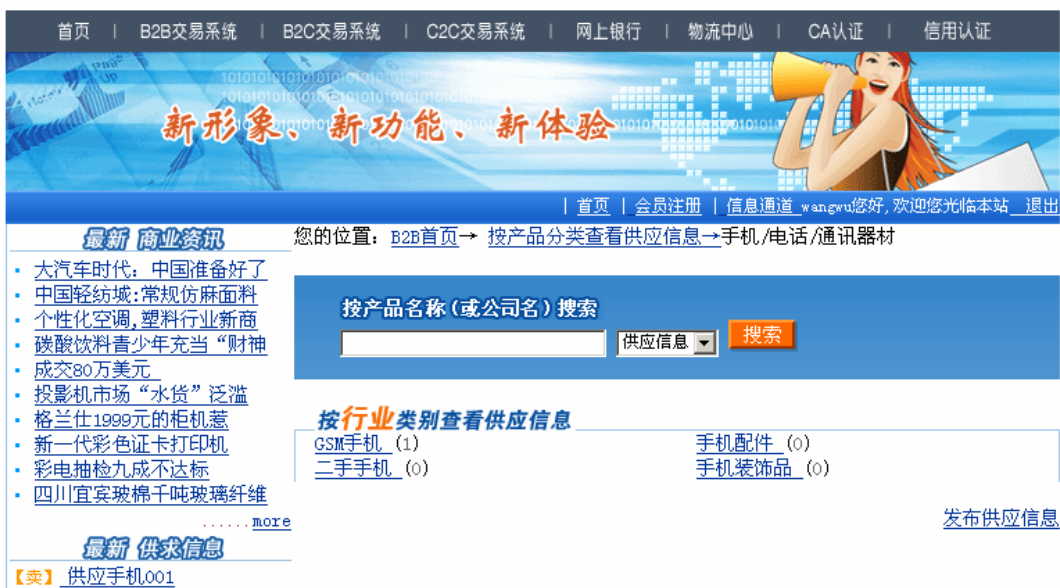 首页 | B2B交易系统 | B2C交易系统 | C2C交易系统 | 网上银行 | 物流中心 | CA认证 | 信用认证
新形象、新功能、新体验
| 首页 | 会员注册 | 信息通道 wangwu您好,欢迎您光临本站 退出
最新 商业资讯
大汽车时代：中国准备好了
中国轻纺城:常规仿麻面料
个性化空调,塑料行业新商
碳酸饮料青少年充当“财神
成交80万美元
投影机市场“水货”泛滥
格兰仕1999元的柜机惹
新一代彩色证卡打印机
彩电抽检九成不达标
四川宜宾玻棉千吨玻璃纤维
......more
最新 供求信息
【卖】 供应手机001
您的位置：B2B首页→ 按产品分类查看供应信息→手机/电话/通讯器材
按产品名称(或公司名)搜索
供应信息 搜索
按行业类别查看供应信息
GSM手机 (1) 手机配件 (0)
二手手机 (0) 手机装饰品 (0)
发布供应信息